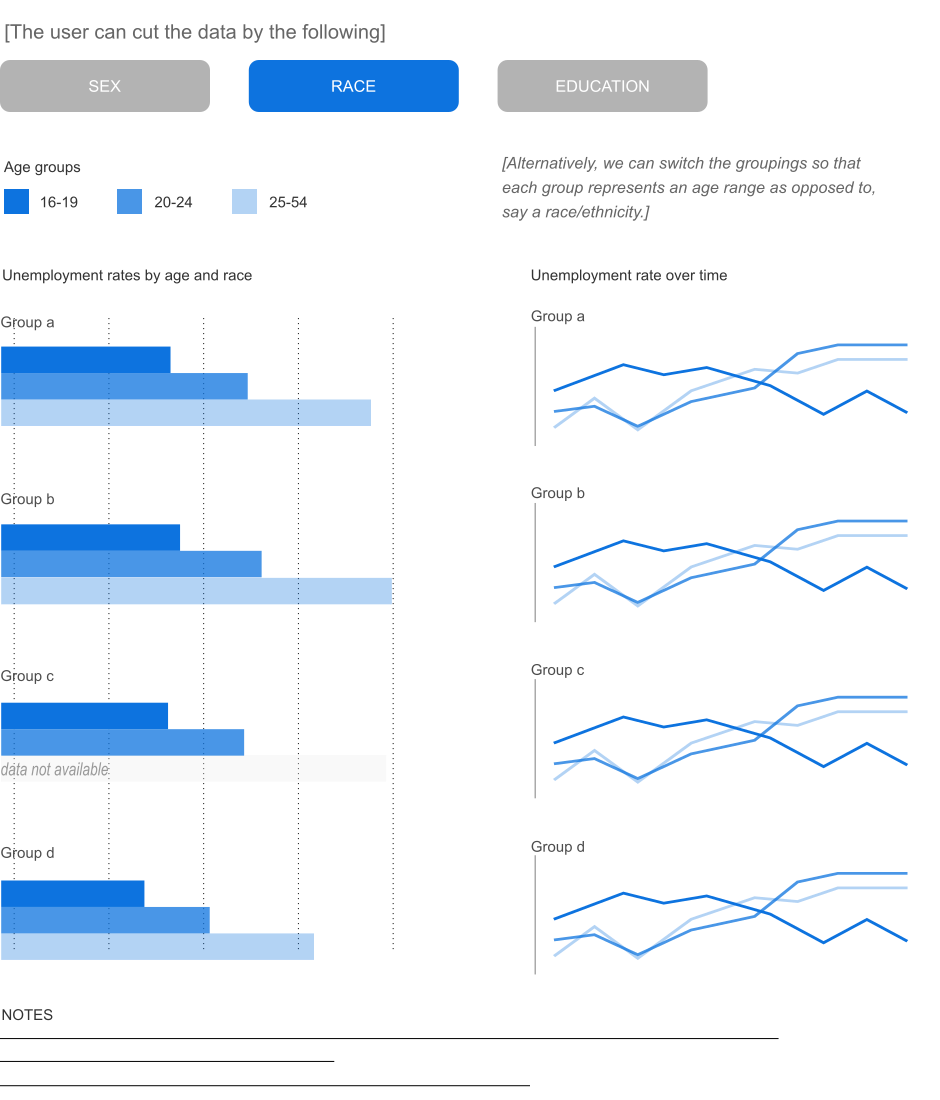 [The user can cut the data by the following]
SEX
RACE
EDUCATION
Age groups
16-19
20-24
25-54
[Alternatively, we can switch the groupings so that
each group represents an age range as opposed to,
say a race/ethnicity.]
Unemployment rates by age and race
Group a
Group b
Group c
data not available
Group d
Unemployment rate over time
Group a
Group b
Group c
Group d
NOTES